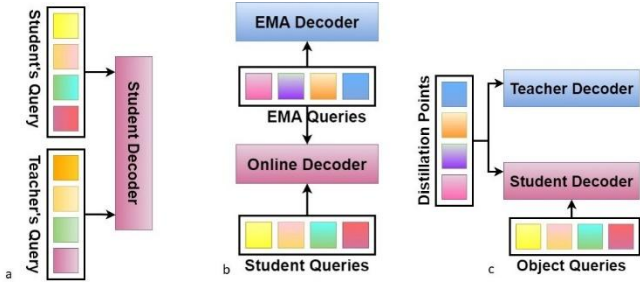 Student's Query
Teacher's Query
Student Decoder
a
EMA Decoder
EMA Queries
Online Decoder
Student Queries
b
Distillation Points
Teacher Decoder
Student Decoder
Object Queries
c